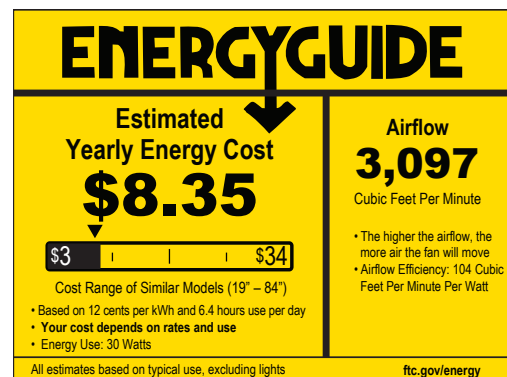 ENERGYGUIDE
Estimated
Yearly Energy Cost
$8.35
$3
$34
Cost Range of Similar Models (19” – 84”)
• Based on 12 cents per kWh and 6.4 hours use per day
• Your cost depends on rates and use
• Energy Use: 30 Watts
Airflow
3,097
Cubic Feet Per Minute
• The higher the airflow, the
more air the fan will move
• Airflow Efficiency: 104 Cubic
Feet Per Minute Per Watt
All estimates based on typical use, excluding lights
ftc.gov/energy